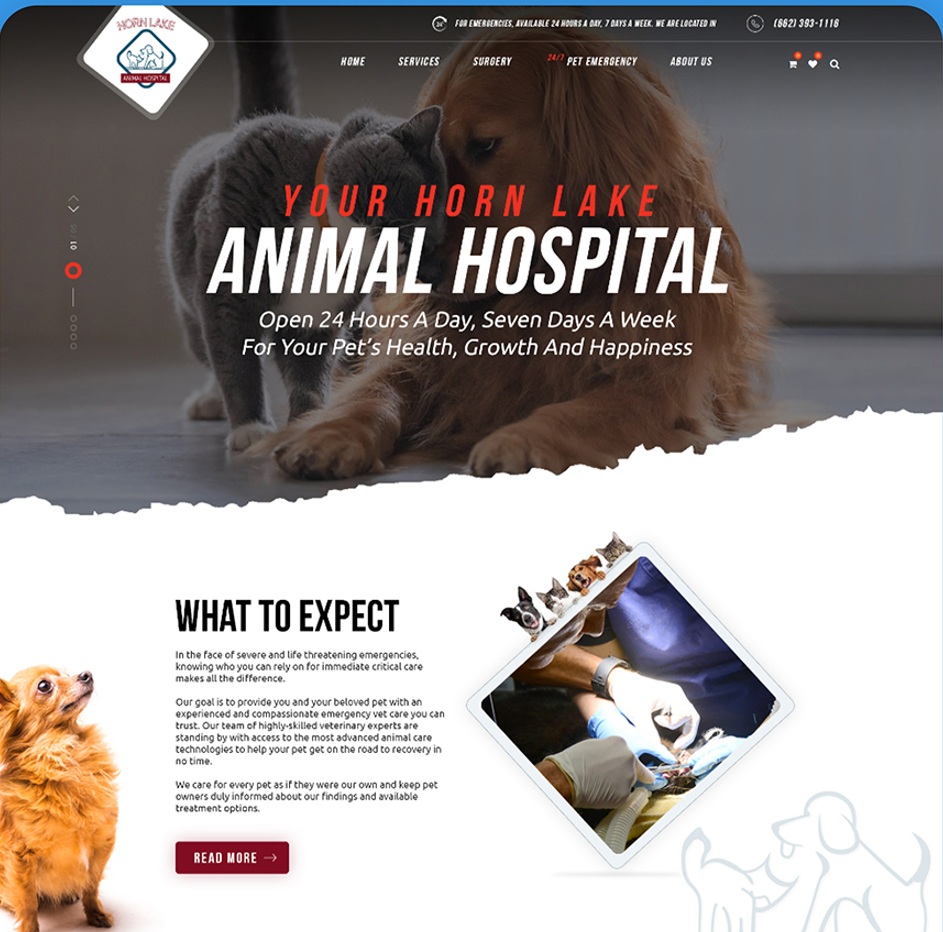 HORN LAKE
ANIMAL HOSPITAL
24
FOR EMERGENCIES, AVAILABLE 24 HOURS A DAY, 7 DAYS A WEEK. WE ARE LOCATED IN
(662) 393-1116
HOME
SERVICES
SURGERY
24/7 PET EMERGENCY
ABOUT US
01 / 05
YOUR HORN LAKE
ANIMAL HOSPITAL
Open 24 Hours A Day, Seven Days A Week
For Your Pet's Health, Growth And Happiness
WHAT TO EXPECT
In the face of severe and life threatening emergencies,
knowing who you can rely on for immediate critical care
makes all the difference.
Our goal is to provide you and your beloved pet with an
experienced and compassionate emergency vet care you can
trust. Our team of highly-skilled veterinary experts are
standing by with access to the most advanced animal care
technologies to help your pet get on the road to recovery in
no time.
We care for every pet as if they were our own and keep pet
owners duly informed about our findings and available
treatment options.
READ MORE